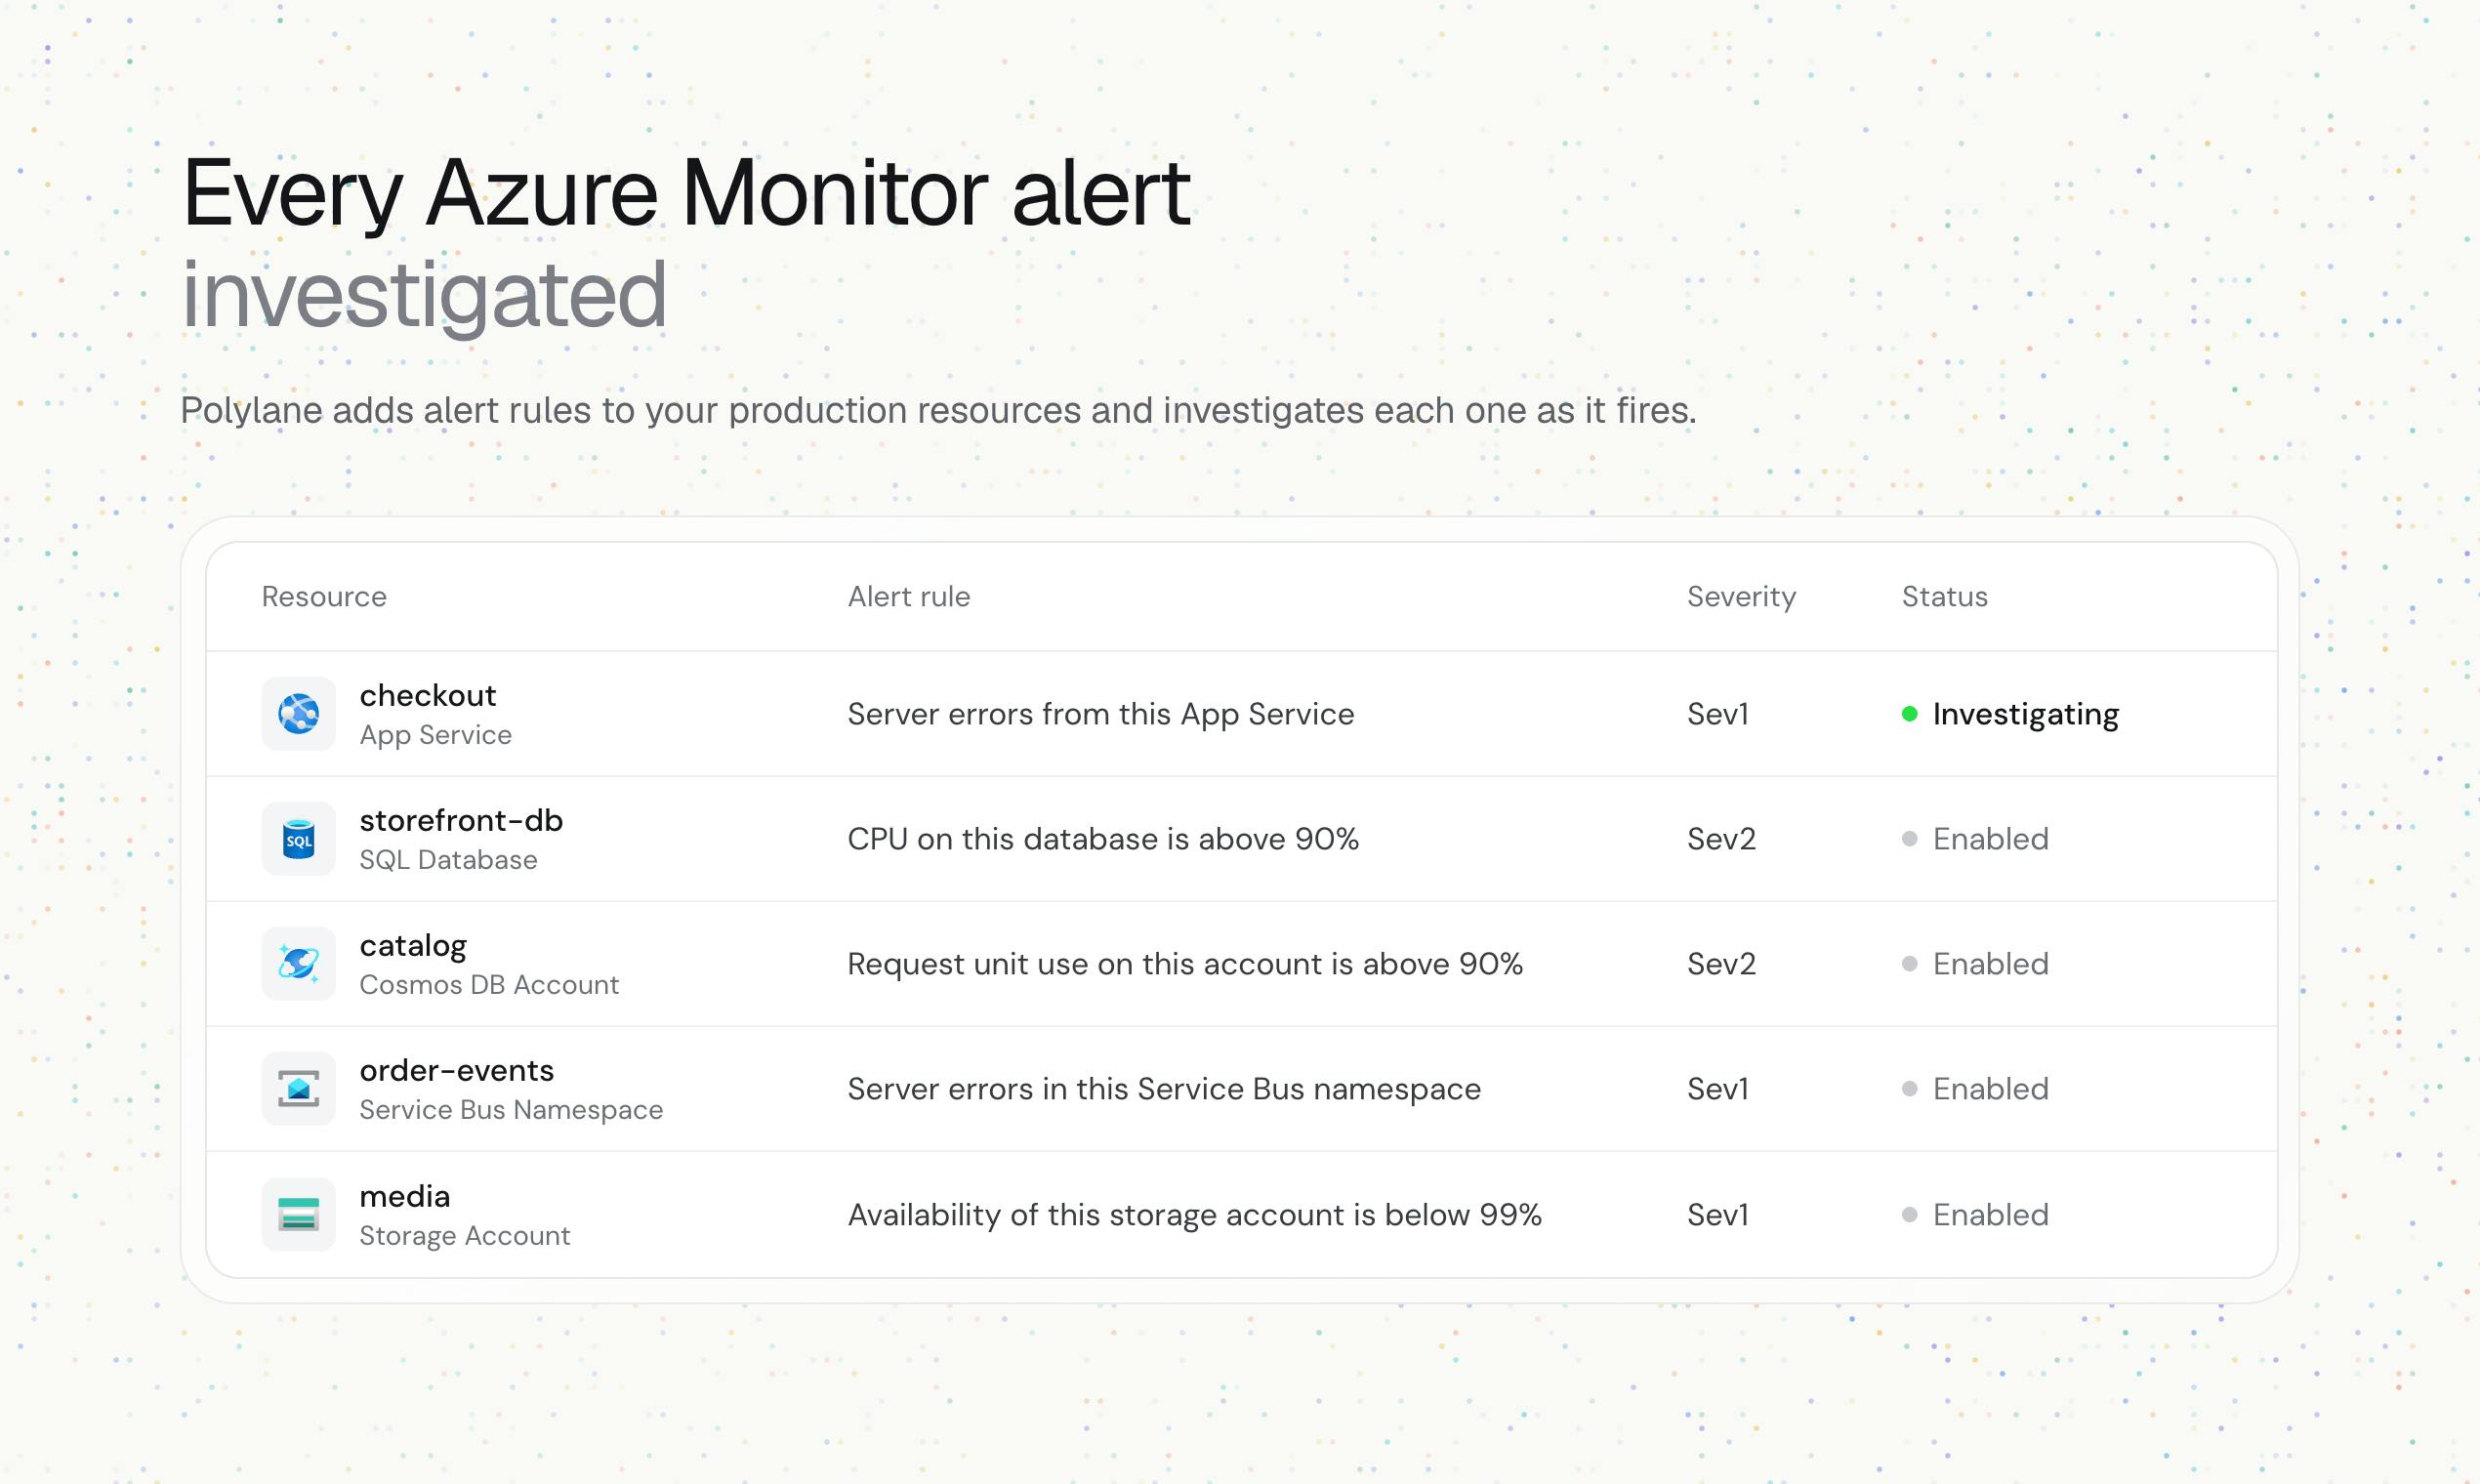 Every Azure Monitor alert
investigated
Polylane adds alert rules to your production resources and investigates each one as it fires.
Resource Alert rule Severity Status
checkout
App Service
Server errors from this App Service Sev1 Investigating
storefront-db
SQL Database
SQL
CPU on this database is above 90% Sev2 Enabled
catalog
Cosmos DB Account
Request unit use on this account is above 90% Sev2 Enabled
order-events
Service Bus Namespace
Server errors in this Service Bus namespace Sev1 Enabled
media
Storage Account
Availability of this storage account is below 99% Sev1 Enabled